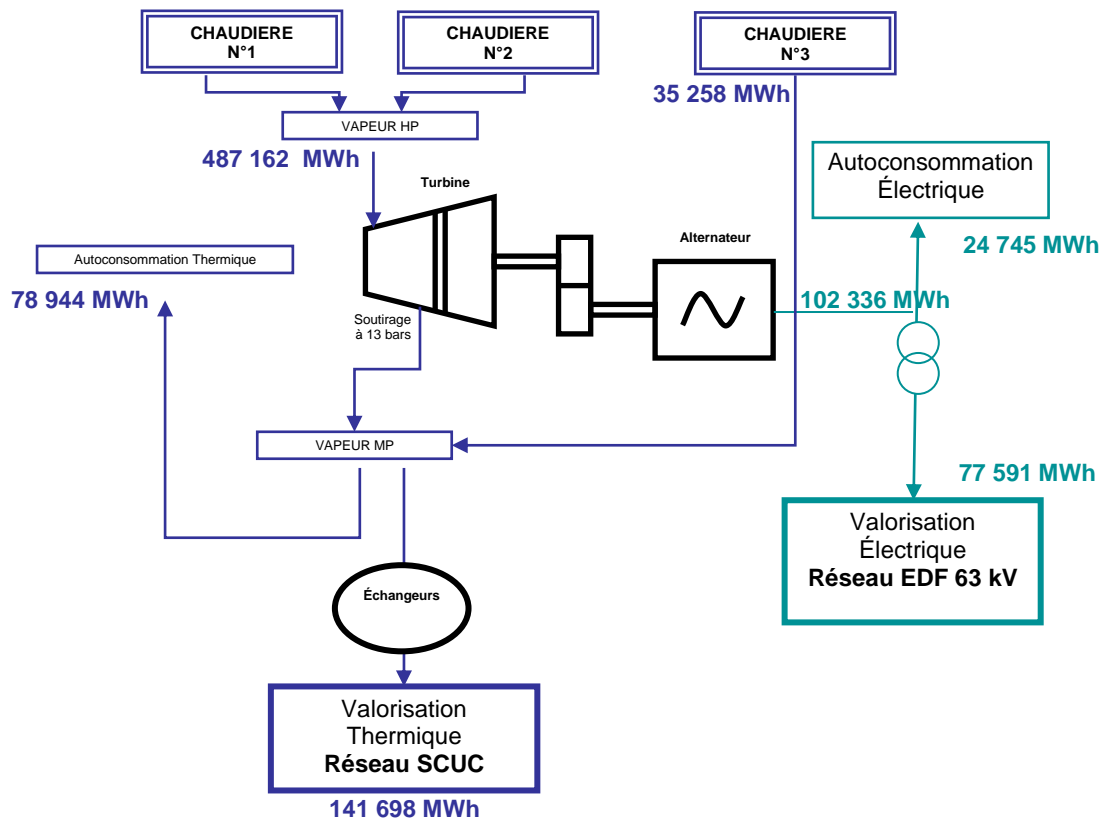 CHAUDIERE
N°1
CHAUDIERE
N°2
CHAUDIERE
N°3
35 258 MWh
VAPEUR HP
487 162 MWh
Turbine
Autoconsommation
Électrique
24 745 MWh
Autoconsommation Thermique
78 944 MWh
Alternateur
102 336 MWh
Soutirage
à 13 bars
VAPEUR MP
77 591 MWh
Valorisation
Électrique
Réseau EDF 63 kV
Échangeurs
Valorisation
Thermique
Réseau SCUC
141 698 MWh